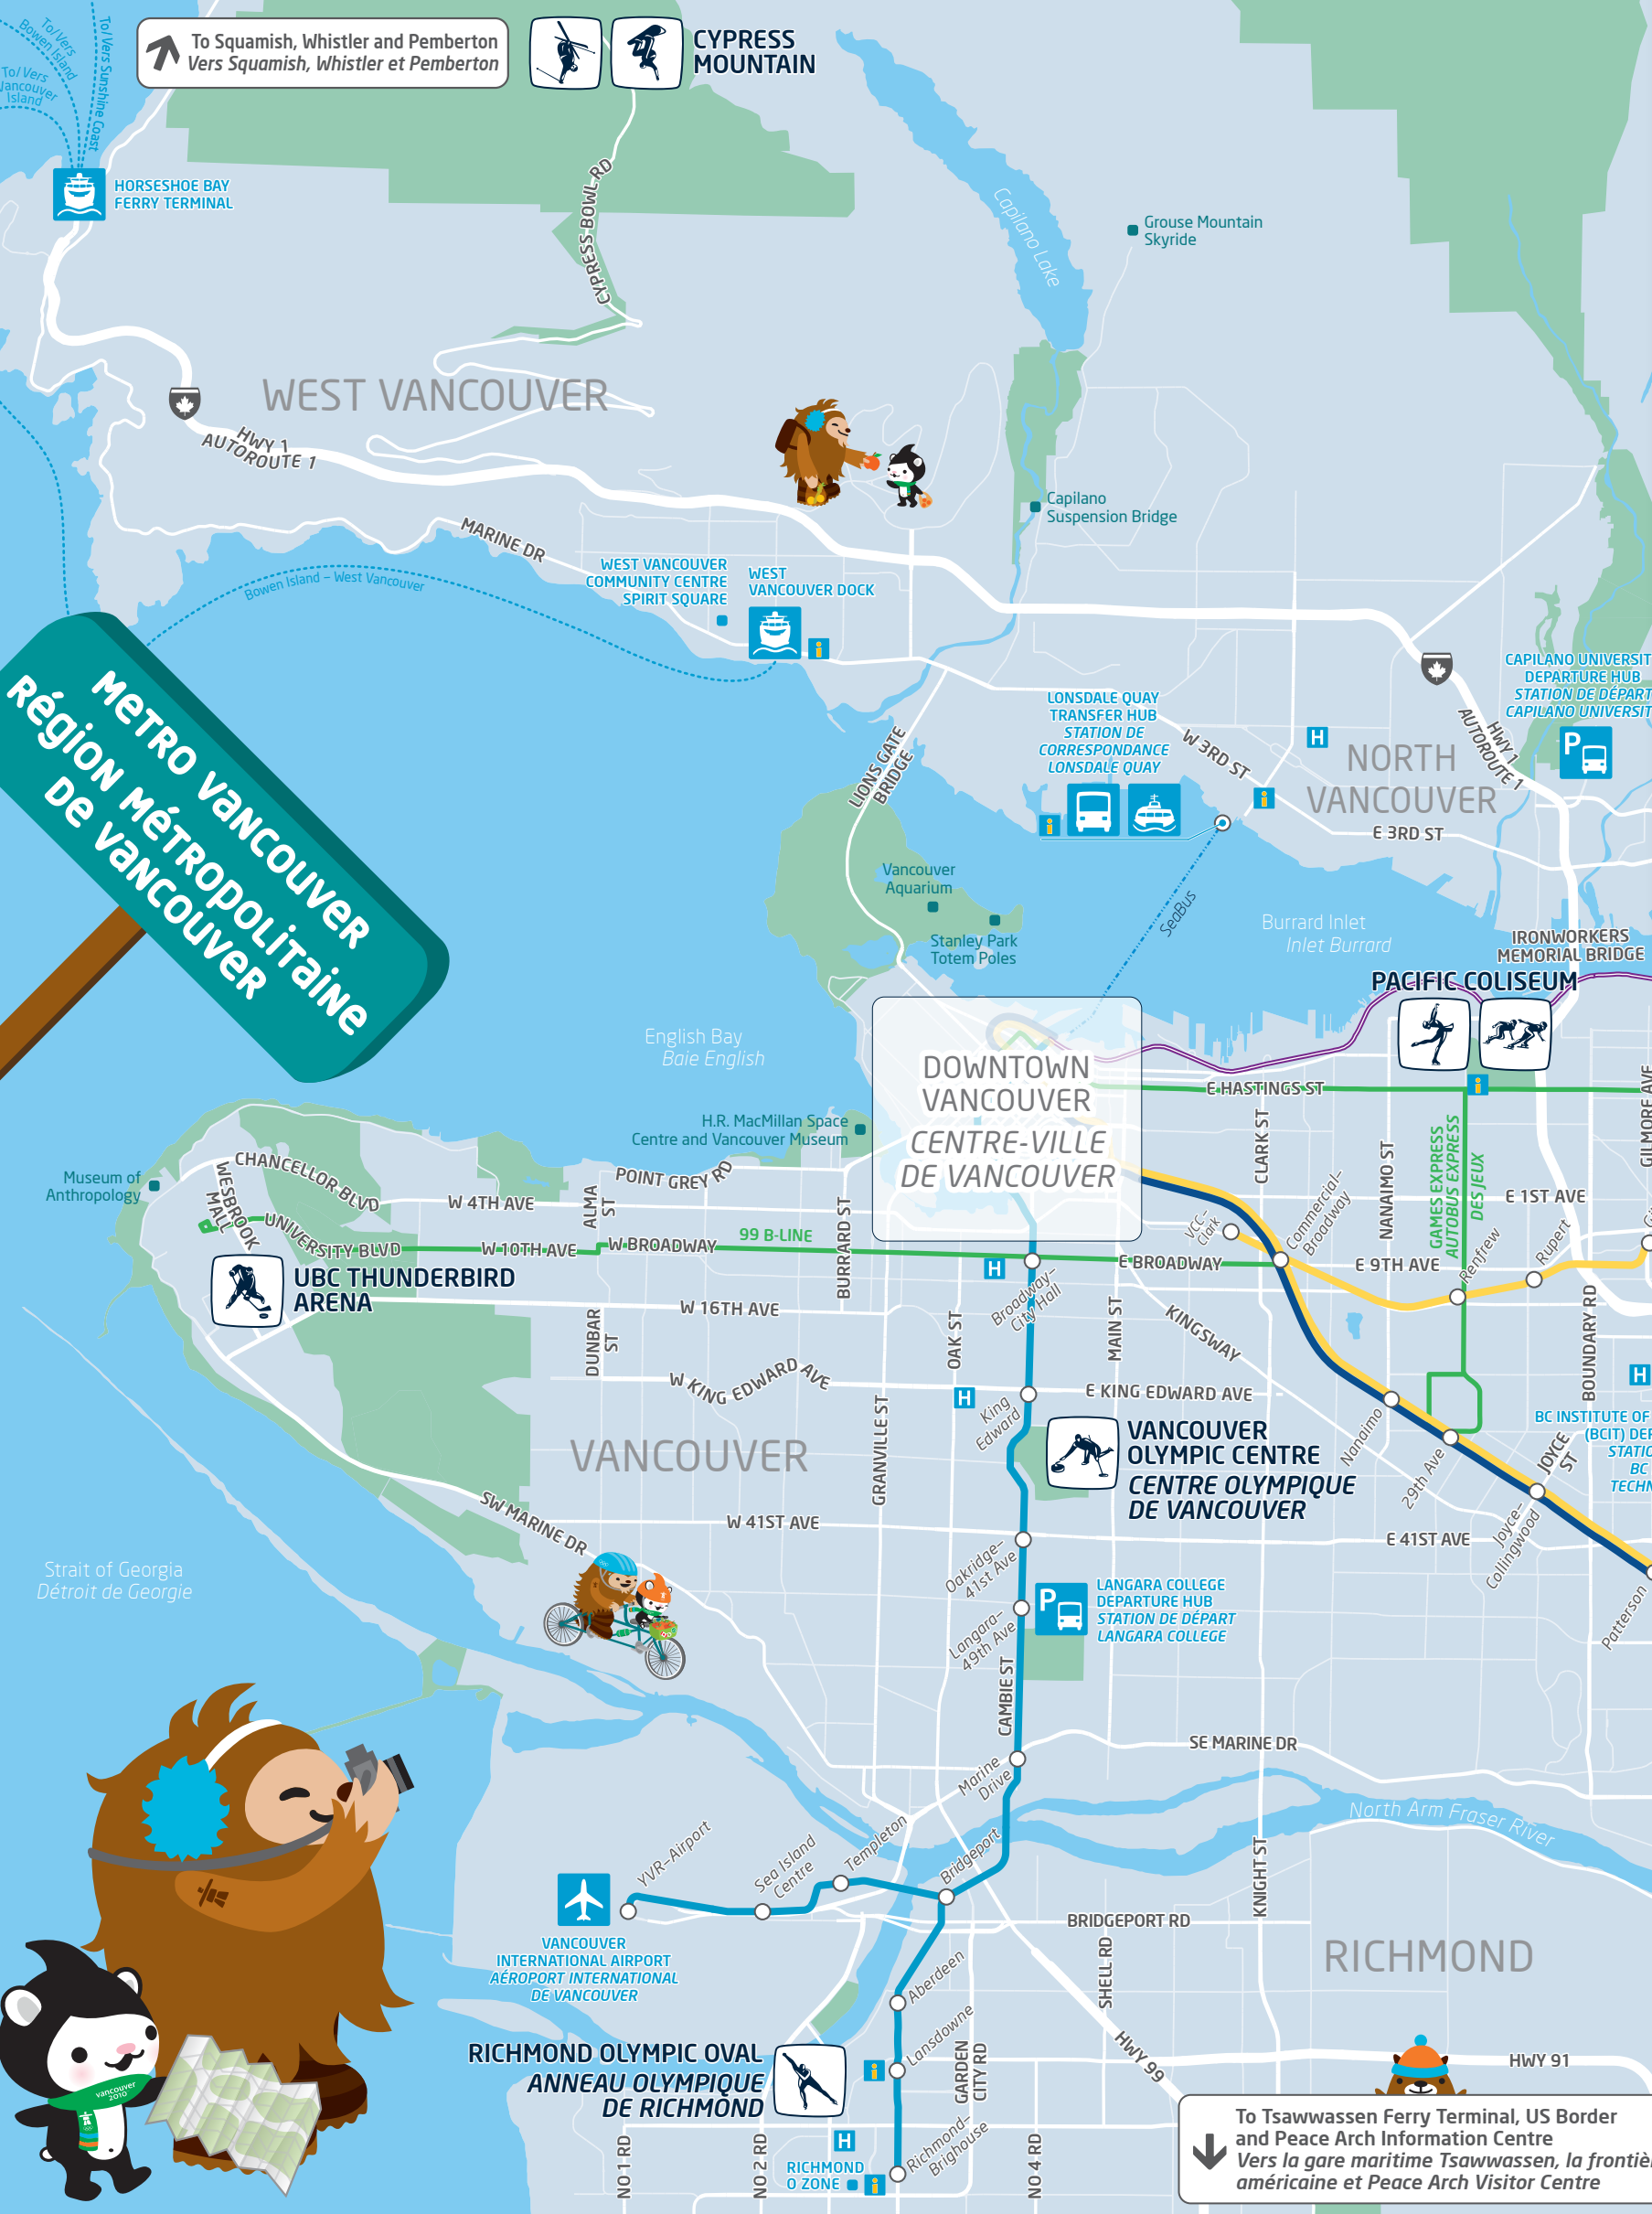 To/Vers
Bowen Island
To/Vers Sunshine Coast
To/Vers
Vancouver
Island
To Squamish, Whistler and Pemberton
Vers Squamish, Whistler et Pemberton
CYPRESS
MOUNTAIN
HORSESHOE BAY
FERRY TERMINAL
CYPRESS BOWL RD
Capilano Lake
Grouse Mountain
Skyride
WEST VANCOUVER
HWY 1
AUTOROUTE 1
MARINE DR
Capilano
Suspension Bridge
Bowen Island – West Vancouver
WEST VANCOUVER
COMMUNITY CENTRE
SPIRIT SQUARE
WEST
VANCOUVER DOCK
i
METRO VANCOUVER
RÉGION MÉTROPOLITAINE
DE VANCOUVER
LIONS GATE
BRIDGE
LONSDALE QUAY
TRANSFER HUB
STATION DE
CORRESPONDANCE
LONSDALE QUAY
i
W 3RD ST
i
H
NORTH
VANCOUVER
E 3RD ST
HWY 1
AUTOROUTE 1
CAPILANO UNIVERSIT
DEPARTURE HUB
STATION DE DÉPART
CAPILANO UNIVERSIT
P
Vancouver
Aquarium
Stanley Park
Totem Poles
SeaBus
Burrard Inlet
Inlet Burrard
IRONWORKERS
MEMORIAL BRIDGE
PACIFIC COLISEUM
i
English Bay
Baie English
DOWNTOWN
VANCOUVER
CENTRE-VILLE
DE VANCOUVER
E HASTINGS ST
GILMORE AVE
H.R. MacMillan Space
Centre and Vancouver Museum
Museum of
Anthropology
CHANCELLOR BLVD
WESBROOK
MALL
UNIVERSITY BLVD
W 4TH AVE
POINT GREY RD
ALMA
ST
W 10TH AVE
W BROADWAY
99 B-LINE
BURRARD ST
CLARK ST
NANAIMO ST
GAMES EXPRESS
AUTOBUS EXPRESS
DES JEUX
E 1ST AVE
VCC–
Clark
Commercial–
Broadway
Renfrew
Rupert
E BROADWAY
E 9TH AVE
H
Broadway–
City Hall
UBC THUNDERBIRD
ARENA
W 16TH AVE
DUNBAR
ST
OAK ST
MAIN ST
KINGSWAY
BOUNDARY RD
W KING EDWARD AVE
E KING EDWARD AVE
GRANVILLE ST
H
King
Edward
H
VANCOUVER
VANCOUVER
OLYMPIC CENTRE
CENTRE OLYMPIQUE
DE VANCOUVER
Nanaimo
29th Ave
BC INSTITUTE OF
(BCIT) DEP
STATIO
BC
TECHN
JOYCE
ST
Joyce–
Collingwood
Patterson
SW MARINE DR
W 41ST AVE
E 41ST AVE
Oakridge–
41st Ave
Langara–
49th Ave
P
LANGARA COLLEGE
DEPARTURE HUB
STATION DE DÉPART
LANGARA COLLEGE
Strait of Georgia
Détroit de Georgie
CAMBIE ST
SE MARINE DR
Marine
Drive
North Arm Fraser River
YVR–Airport
Sea Island
Centre
Templeton
Bridgeport
VANCOUVER
INTERNATIONAL AIRPORT
AÉROPORT INTERNATIONAL
DE VANCOUVER
BRIDGEPORT RD
KNIGHT ST
SHELL RD
RICHMOND
Aberdeen
Lansdowne
GARDEN
CITY RD
HWY 99
HWY 91
RICHMOND OLYMPIC OVAL
ANNEAU OLYMPIQUE
DE RICHMOND
i
vancouver
2010
Richmond–
Brighouse
H
RICHMOND
O ZONE
i
NO 1 RD
NO 2 RD
NO 4 RD
To Tsawwassen Ferry Terminal, US Border
and Peace Arch Information Centre
Vers la gare maritime Tsawwassen, la frontiè
américaine et Peace Arch Visitor Centre